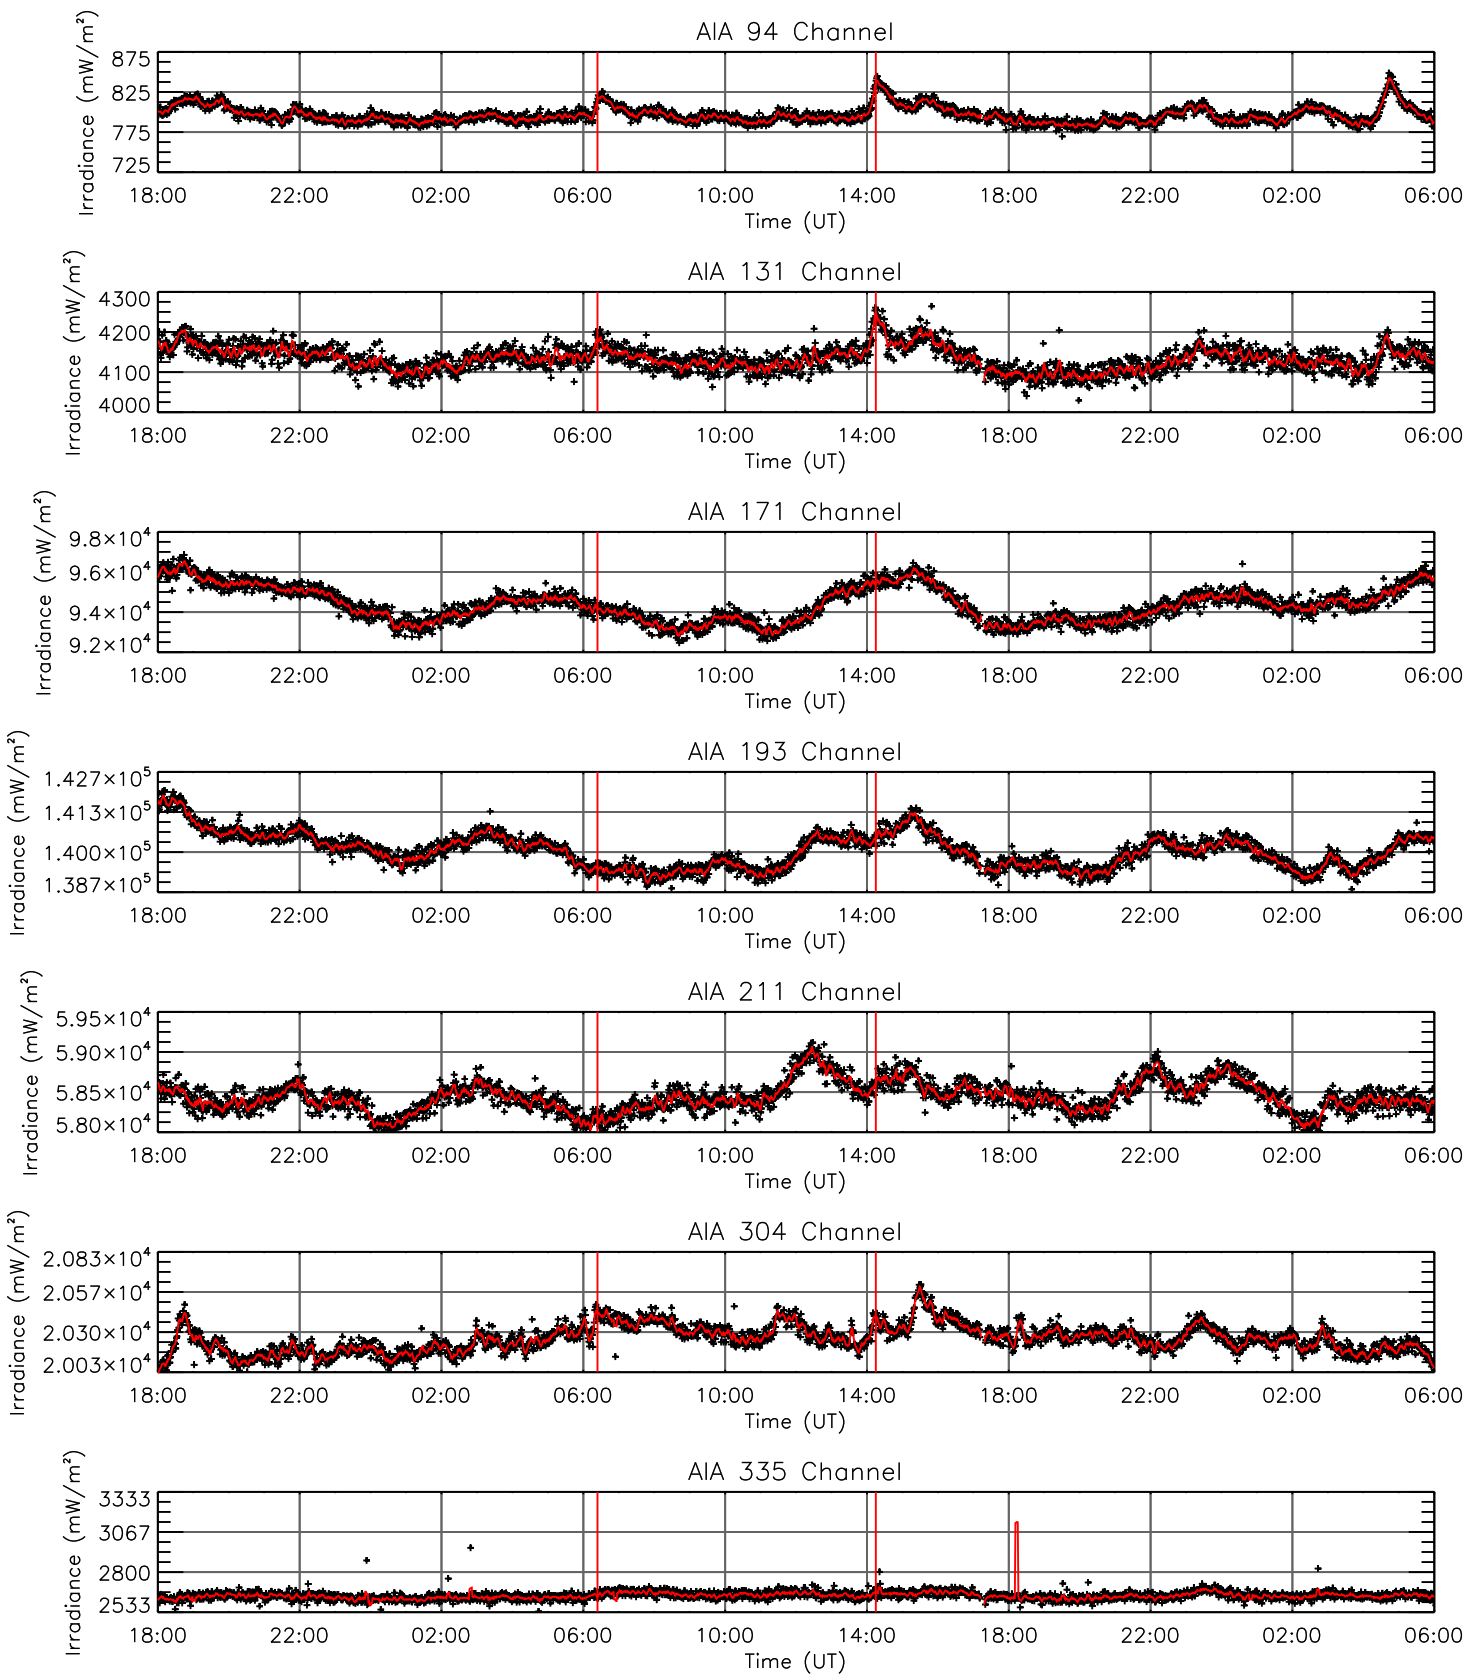 AIA 94 Channel
Irradiance (mW/m²)
875
825
775
725
18:00 22:00 02:00 06:00 10:00 14:00 18:00 22:00 02:00 06:00
Time (UT)
AIA 131 Channel
Irradiance (mW/m²)
4300
4200
4100
4000
18:00 22:00 02:00 06:00 10:00 14:00 18:00 22:00 02:00 06:00
Time (UT)
AIA 171 Channel
Irradiance (mW/m²)
9.8×10⁴
9.6×10⁴
9.4×10⁴
9.2×10⁴
18:00 22:00 02:00 06:00 10:00 14:00 18:00 22:00 02:00 06:00
Time (UT)
AIA 193 Channel
Irradiance (mW/m²)
1.427×10⁵
1.413×10⁵
1.400×10⁵
1.387×10⁵
18:00 22:00 02:00 06:00 10:00 14:00 18:00 22:00 02:00 06:00
Time (UT)
AIA 211 Channel
Irradiance (mW/m²)
5.95×10⁴
5.90×10⁴
5.85×10⁴
5.80×10⁴
18:00 22:00 02:00 06:00 10:00 14:00 18:00 22:00 02:00 06:00
Time (UT)
AIA 304 Channel
Irradiance (mW/m²)
2.083×10⁴
2.057×10⁴
2.030×10⁴
2.003×10⁴
18:00 22:00 02:00 06:00 10:00 14:00 18:00 22:00 02:00 06:00
Time (UT)
AIA 335 Channel
Irradiance (mW/m²)
3333
3067
2800
2533
18:00 22:00 02:00 06:00 10:00 14:00 18:00 22:00 02:00 06:00
Time (UT)